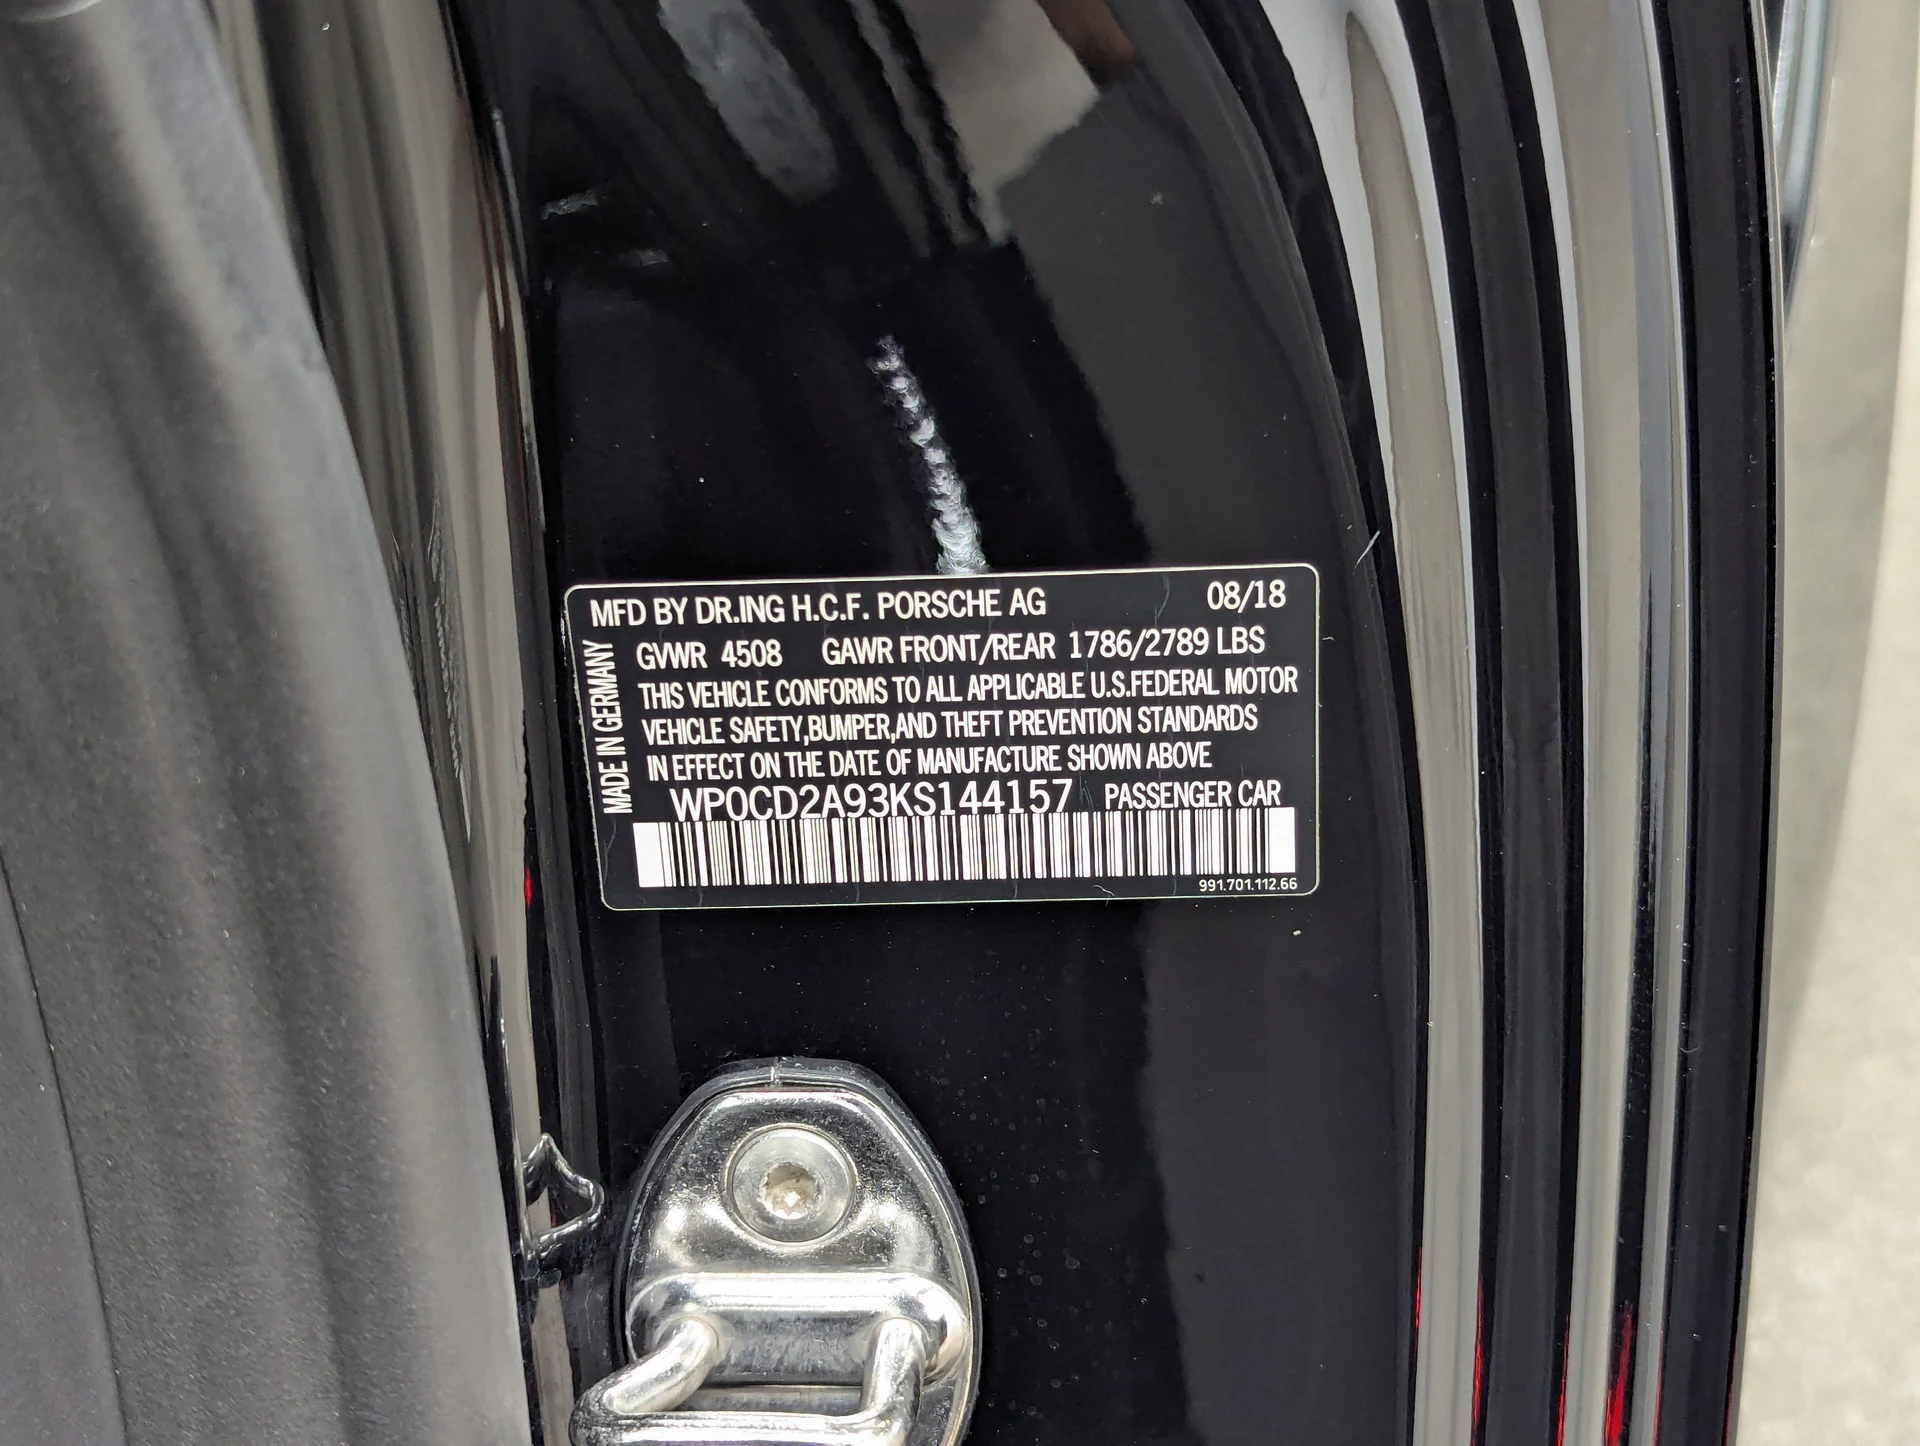 MFD BY DR.ING H.C.F. PORSCHE AG 08/18
GVWR 4508 GAWR FRONT/REAR 1786/2789 LBS
THIS VEHICLE CONFORMS TO ALL APPLICABLE U.S.FEDERAL MOTOR
VEHICLE SAFETY,BUMPER,AND THEFT PREVENTION STANDARDS
IN EFFECT ON THE DATE OF MANUFACTURE SHOWN ABOVE
WP0CD2A93KS144157 PASSENGER CAR
991.701.112.66
MADE IN GERMANY